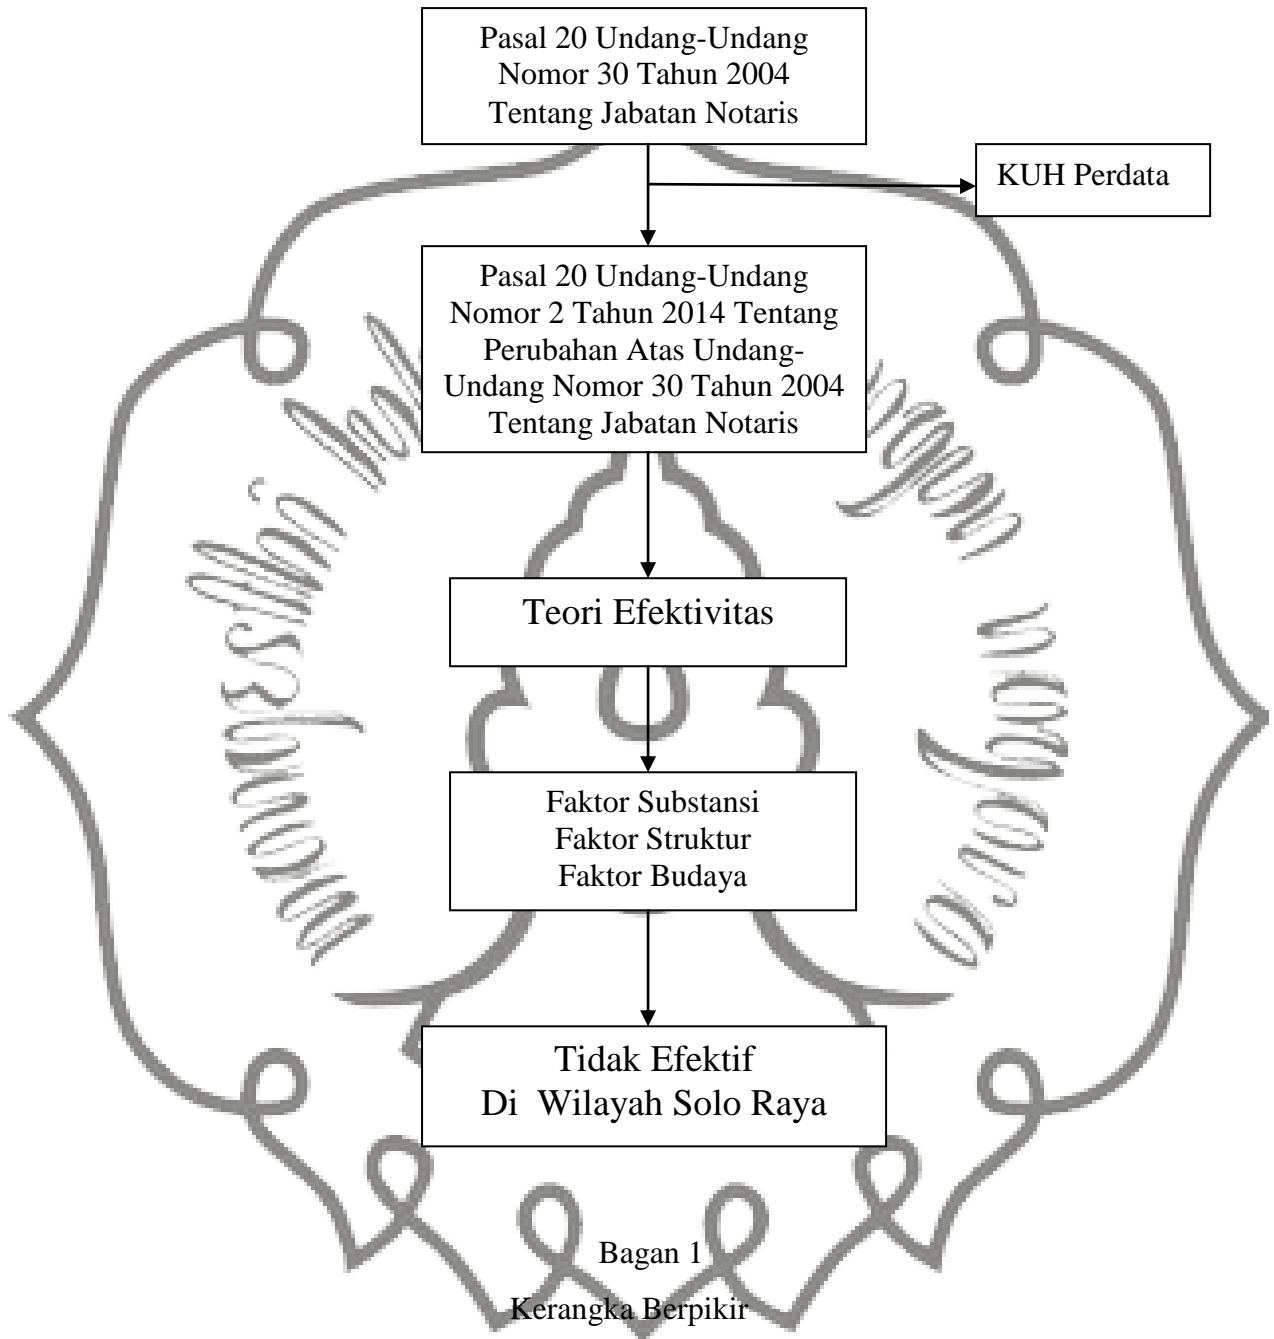 Pasal 20 Undang-Undang
Nomor 30 Tahun 2004
Tentang Jabatan Notaris
KUH Perdata
Pasal 20 Undang-Undang
Nomor 2 Tahun 2014 Tentang
Perubahan Atas Undang-
Undang Nomor 30 Tahun 2004
Tentang Jabatan Notaris
Teori Efektivitas
Faktor Substansi
Faktor Struktur
Faktor Budaya
Tidak Efektif
Di Wilayah Solo Raya
Bagan 1
Kerangka Berpikir